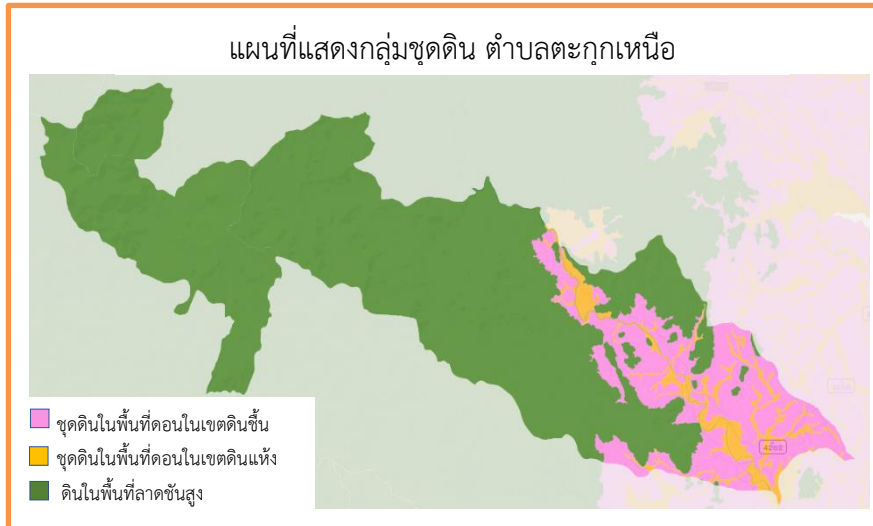 แผนที่แสดงกลุ่มชุดดิน ตำบลตะกุกเหนือ
4262
ชุดดินในพื้นที่ดอนในเขตดินชื้น
ชุดดินในพื้นที่ดอนในเขตดินแห้ง
ดินในพื้นที่ลาดชันสูง